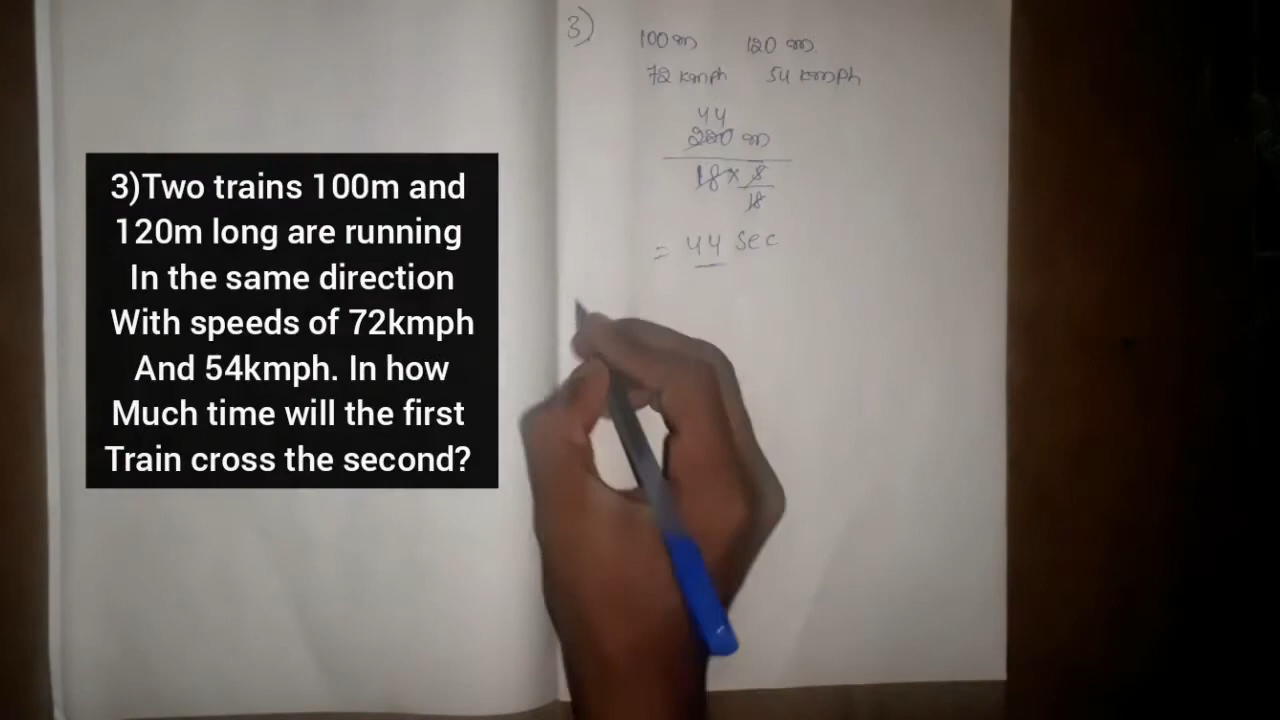 3)Two trains 100m and
120m long are running
In the same direction
With speeds of 72kmph
And 54kmph. In how
Much time will the first
Train cross the second?
3)
100m 120 m
72 kmph 54 kmph
44
220 m
18 x 5
18
= 44 sec